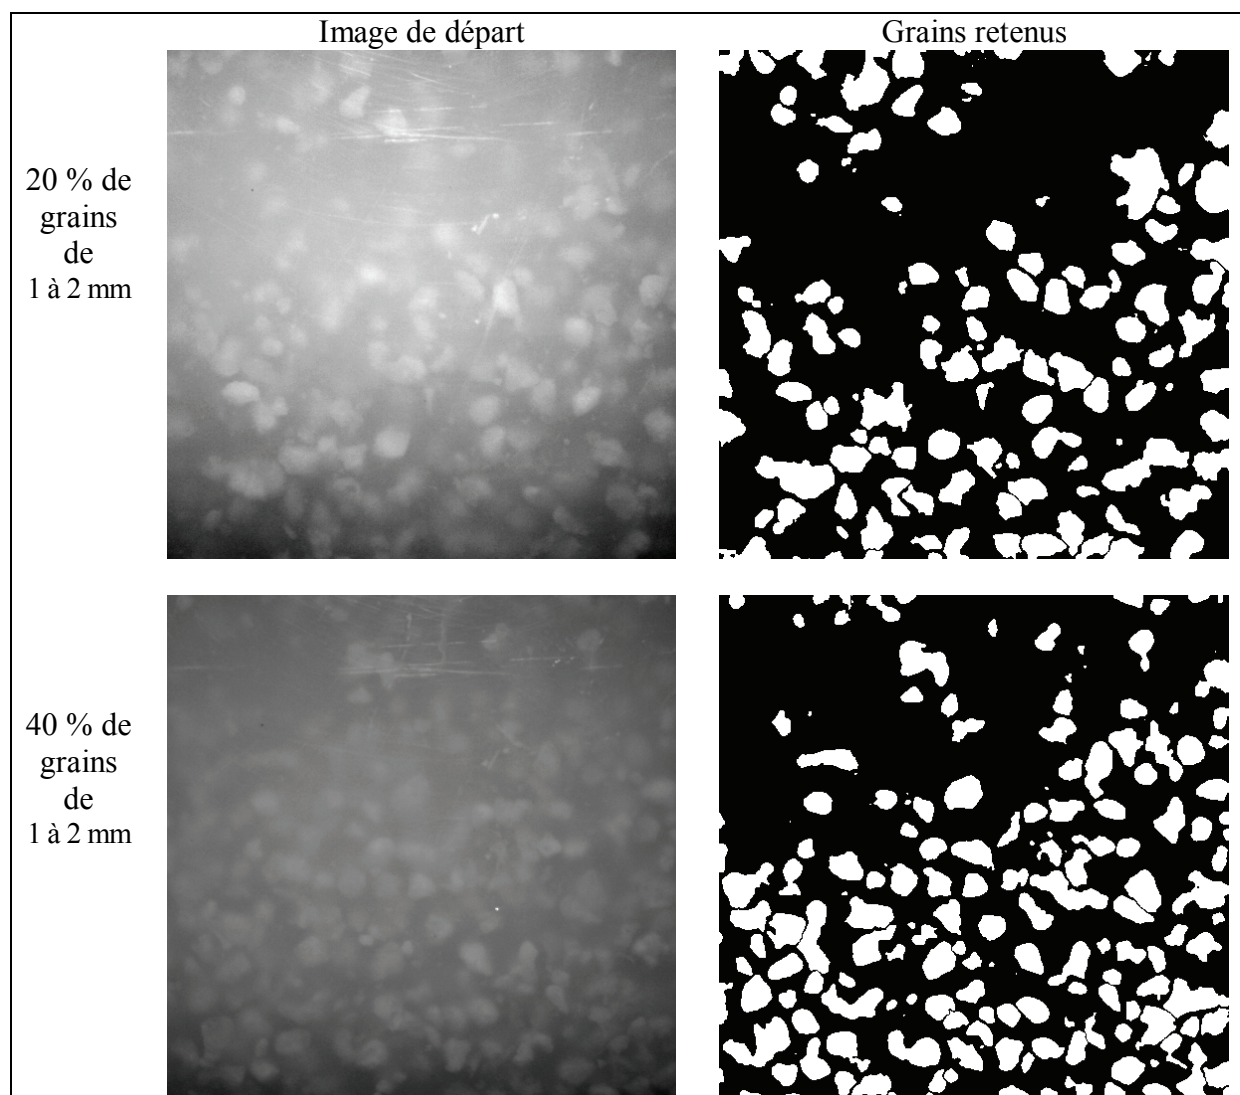 Image de départ
Grains retenus
20 % de
grains
de
1 à 2 mm
40 % de
grains
de
1 à 2 mm